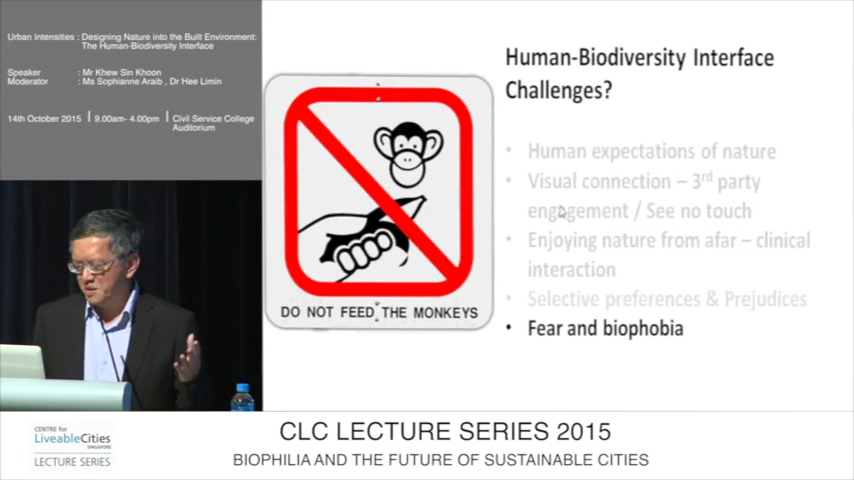 Urban Intensities : Designing Nature into the Built Environment:
The Human-Biodiversity Interface
Speaker : Mr Khew Sin Khoon
Moderator : Ms Sophianne Araib , Dr Hee Limin
14th October 2015 | 9.00am- 4.00pm | Civil Service College
Auditorium
Human-Biodiversity Interface
Challenges?
• Human expectations of nature
• Visual connection – 3rd party
engagement / See no touch
• Enjoying nature from afar – clinical
interaction
• Selective preferences & Prejudices
• Fear and biophobia
DO NOT FEED THE MONKEYS
CENTRE for
LiveableCities
SINGAPORE
LECTURE SERIES
CLC LECTURE SERIES 2015
BIOPHILIA AND THE FUTURE OF SUSTAINABLE CITIES